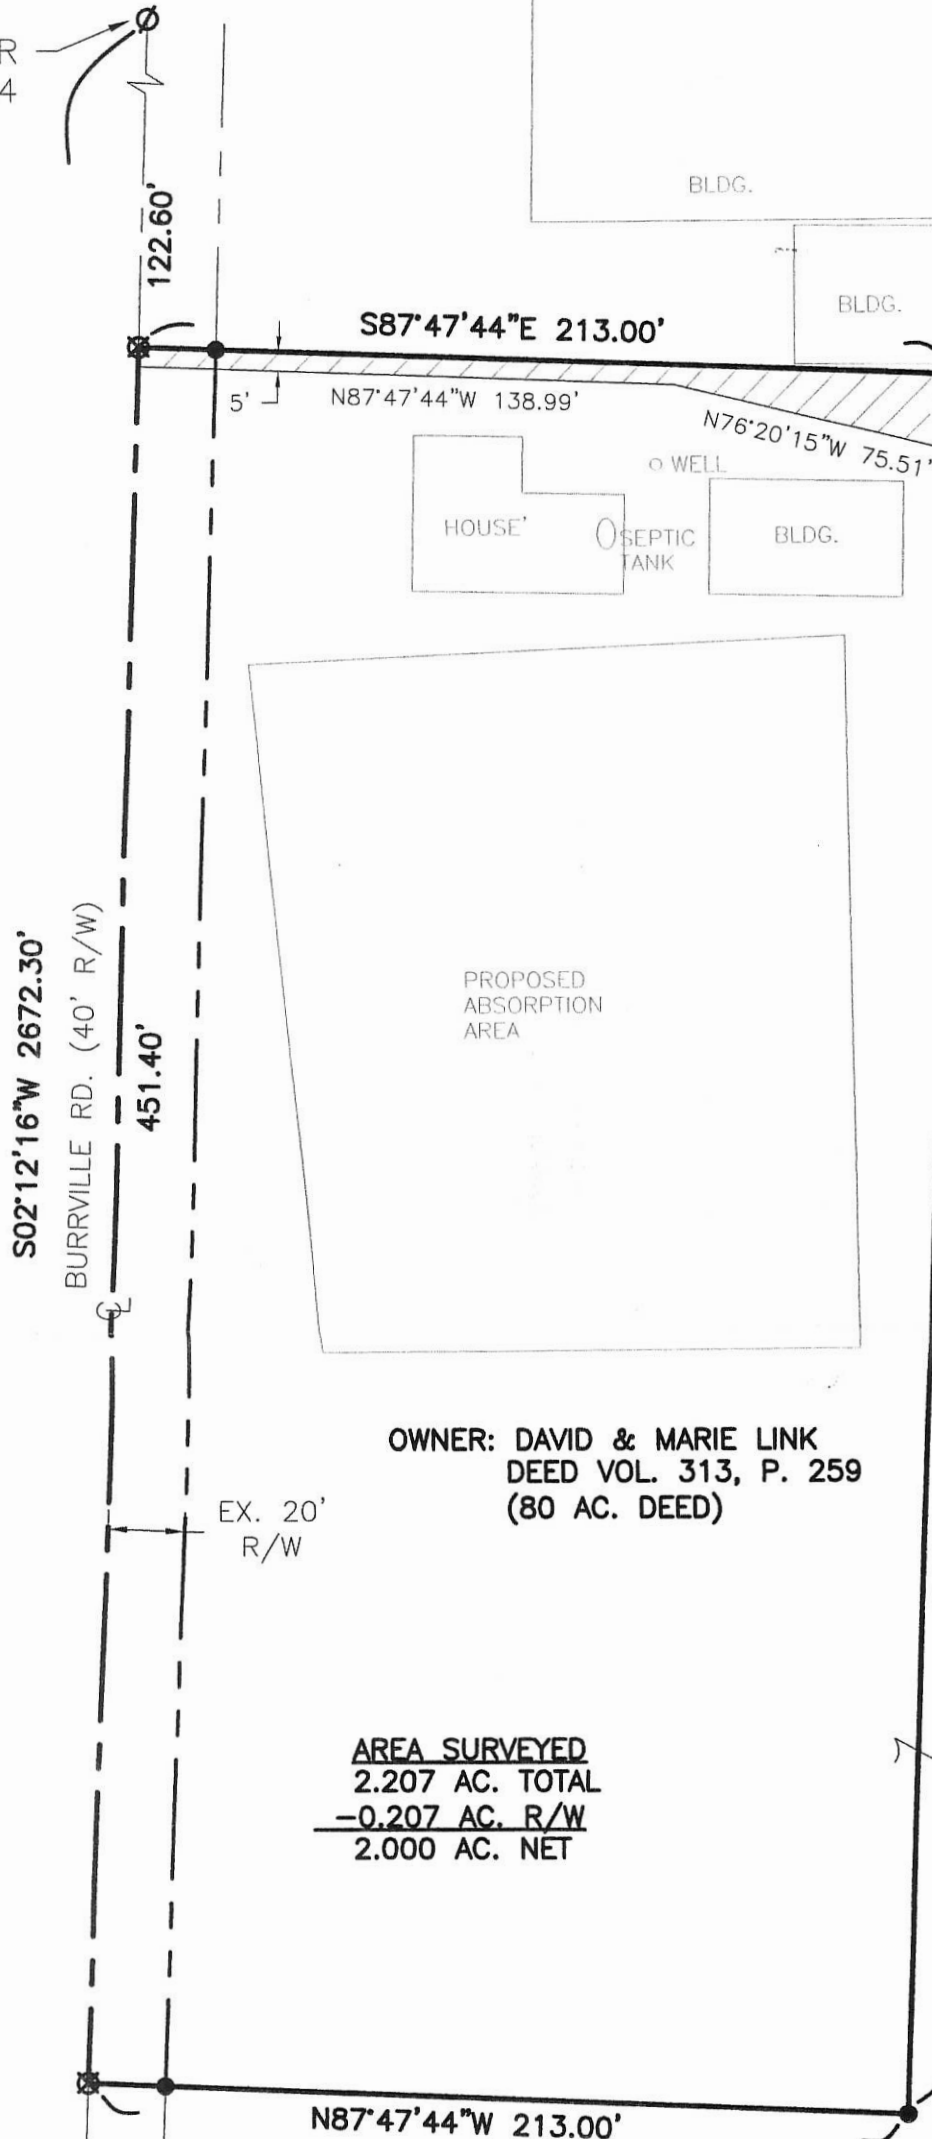 R
4
122.60'
BLDG.
BLDG.
S87°47'44"E 213.00'
5'
N87°47'44"W 138.99'
N76°20'15"W 75.51'
WELL
HOUSE'
SEPTIC
TANK
BLDG.
PROPOSED
ABSORPTION
AREA
S02°12'16"W 2672.30'
BURRVILLE RD. (40' R/W)
451.40'
CL
OWNER: DAVID & MARIE LINK
DEED VOL. 313, P. 259
(80 AC. DEED)
EX. 20'
R/W
AREA SURVEYED
2.207 AC. TOTAL
-0.207 AC. R/W
2.000 AC. NET
N87°47'44"W 213.00'